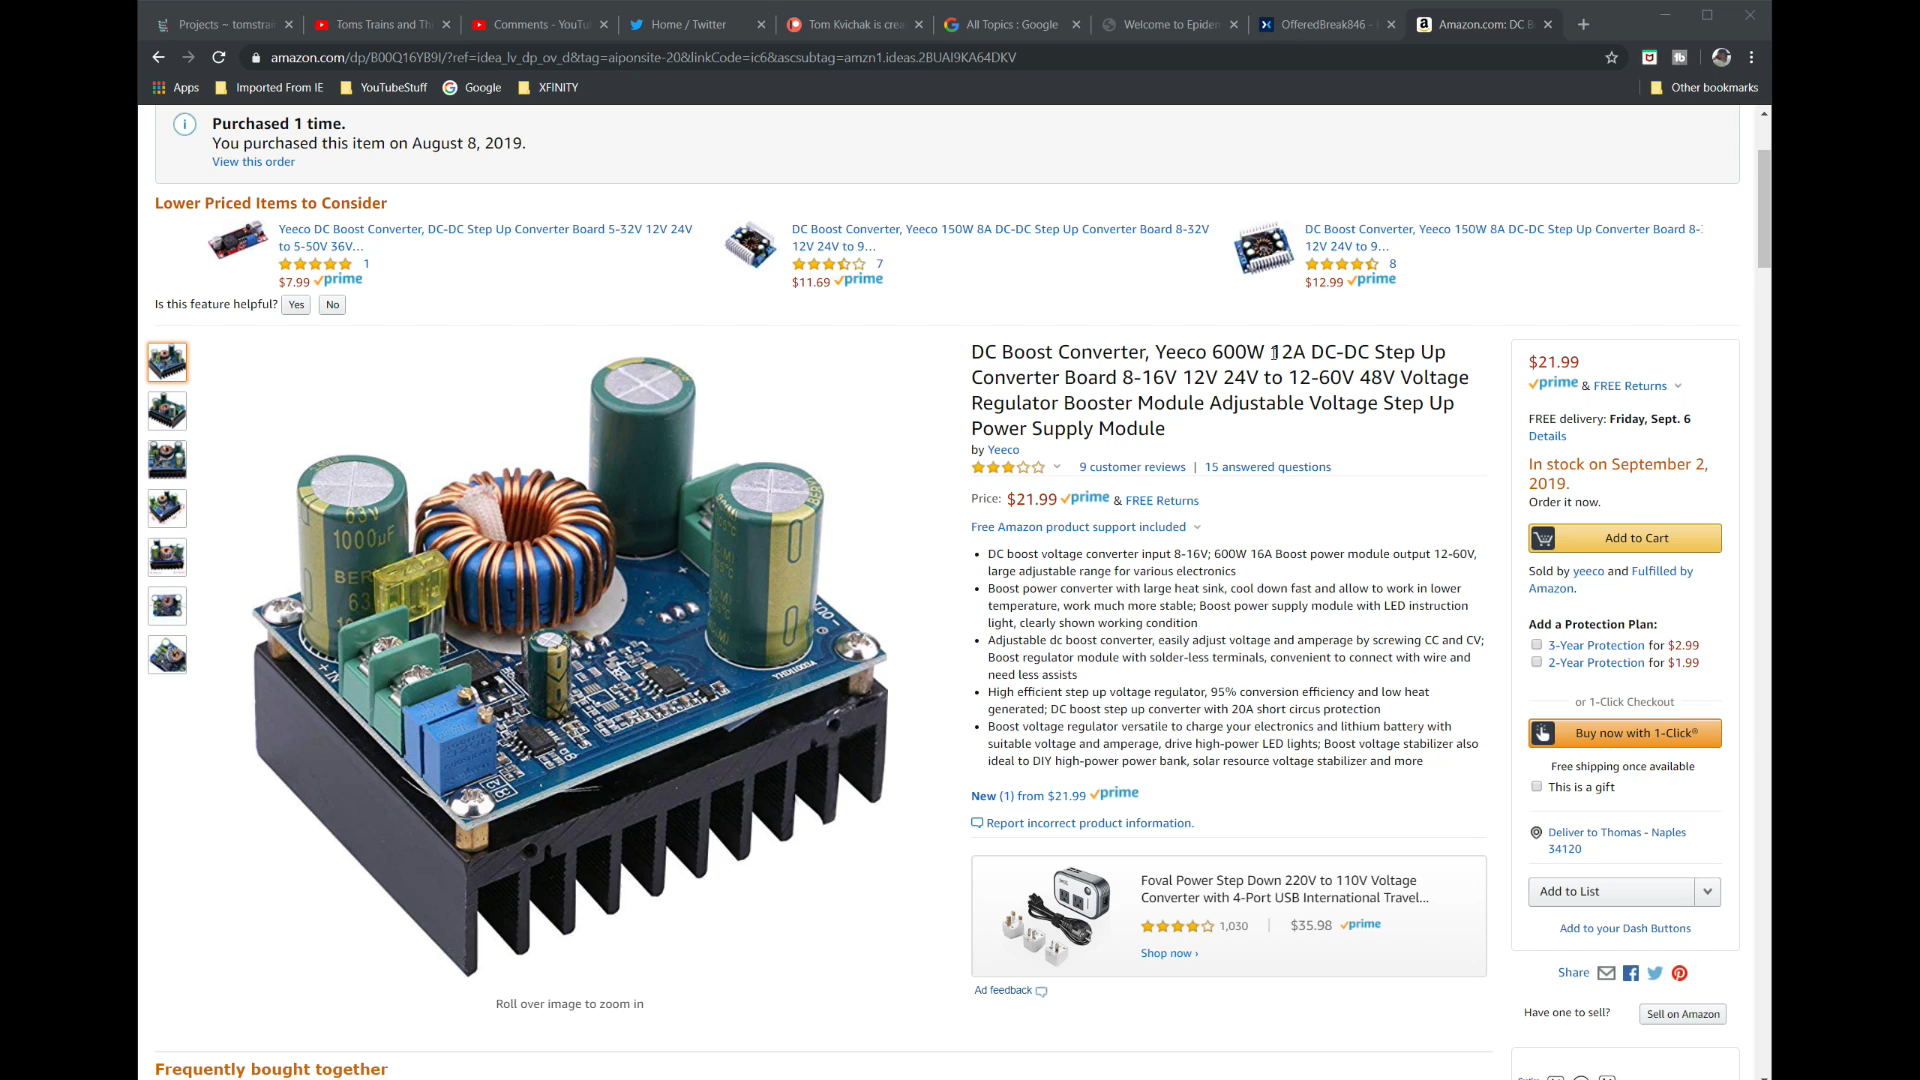 Projects ~ tomstrai
Toms Trains and Th
Comments - YouTu
Home / Twitter
Tom Kvichak is crea
All Topics : Google
Welcome to Epiden
OfferedBreak846 -
Amazon.com: DC B
amazon.com/dp/B00Q16YB9I/?ref=idea_lv_dp_ov_d&tag=aiponsite-20&linkCode=ic6&ascsubtag=amzn1.ideas.2BUAI9KA64DKV
Apps
Imported From IE
YouTubeStuff
Google
XFINITY
Other bookmarks
Purchased 1 time.
You purchased this item on August 8, 2019.
View this order
Lower Priced Items to Consider
Yeeco DC Boost Converter, DC-DC Step Up Converter Board 5-32V 12V 24V
to 5-50V 36V...
1
$7.99 prime
DC Boost Converter, Yeeco 150W 8A DC-DC Step Up Converter Board 8-32V
12V 24V to 9...
7
$11.69 prime
DC Boost Converter, Yeeco 150W 8A DC-DC Step Up Converter Board 8-
12V 24V to 9...
8
$12.99 prime
Is this feature helpful? Yes No
63V
1000µF
BER
63
OUT -
+ IN
CV
CC
DC Boost Converter, Yeeco 600W 12A DC-DC Step Up
Converter Board 8-16V 12V 24V to 12-60V 48V Voltage
Regulator Booster Module Adjustable Voltage Step Up
Power Supply Module
by Yeeco
9 customer reviews | 15 answered questions
Price: $21.99 prime & FREE Returns
Free Amazon product support included
• DC boost voltage converter input 8-16V; 600W 16A Boost power module output 12-60V,
large adjustable range for various electronics
• Boost power converter with large heat sink, cool down fast and allow to work in lower
temperature, work much more stable; Boost power supply module with LED instruction
light, clearly shown working condition
• Adjustable dc boost converter, easily adjust voltage and amperage by screwing CC and CV;
Boost regulator module with solder-less terminals, convenient to connect with wire and
need less assists
• High efficient step up voltage regulator, 95% conversion efficiency and low heat
generated; DC boost step up converter with 20A short circus protection
• Boost voltage regulator versatile to charge your electronics and lithium battery with
suitable voltage and amperage, drive high-power LED lights; Boost voltage stabilizer also
ideal to DIY high-power power bank, solar resource voltage stabilizer and more
New (1) from $21.99 prime
Report incorrect product information.
Foval Power Step Down 220V to 110V Voltage
Converter with 4-Port USB International Travel...
1,030 | $35.98 prime
Shop now ›
Ad feedback
Roll over image to zoom in
Frequently bought together
$21.99
prime & FREE Returns
FREE delivery: Friday, Sept. 6
Details
In stock on September 2,
2019.
Order it now.
Add to Cart
Sold by yeeco and Fulfilled by
Amazon.
Add a Protection Plan:
3-Year Protection for $2.99
2-Year Protection for $1.99
or 1-Click Checkout
Buy now with 1-Click®
Free shipping once available
This is a gift
Deliver to Thomas - Naples
34120
Add to List
Add to your Dash Buttons
Share
Have one to sell?
Sell on Amazon